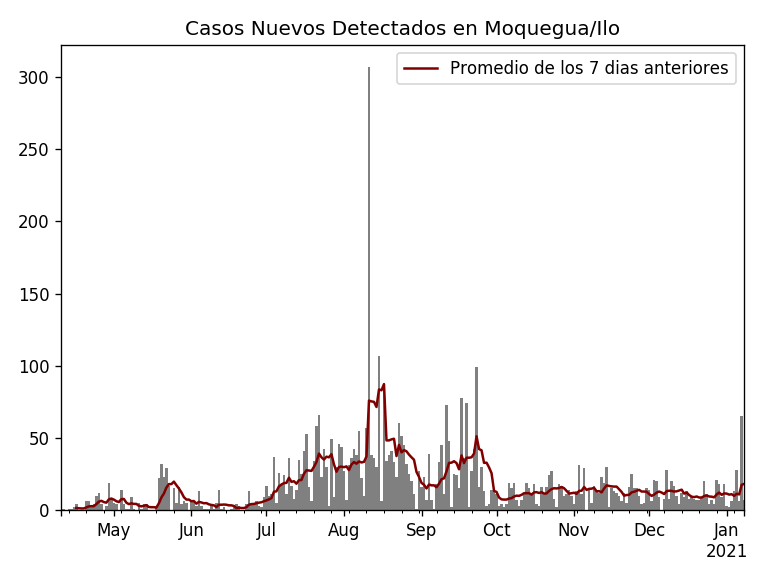 Casos Nuevos Detectados en Moquegua/Ilo
Promedio de los 7 dias anteriores
300
250
200
150
100
50
0
May Jun Jul Aug Sep Oct Nov Dec Jan
2021